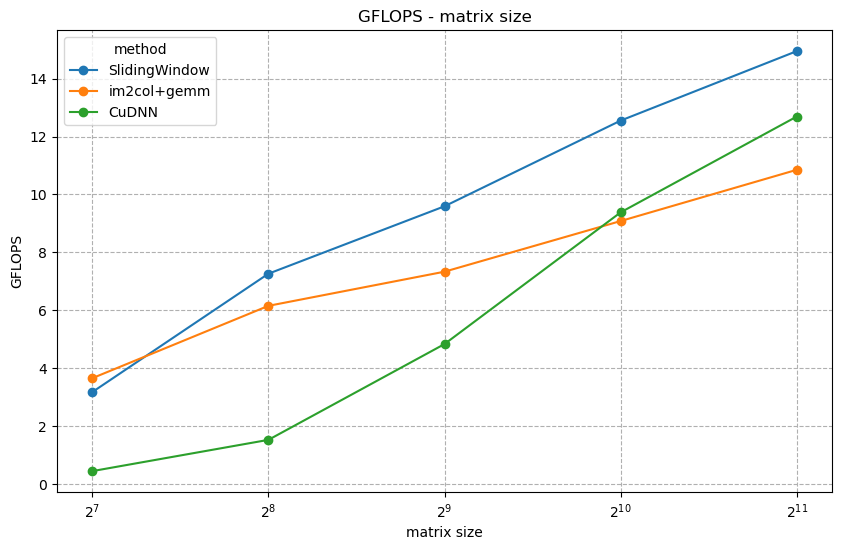 GFLOPS - matrix size
method
SlidingWindow
im2col+gemm
CuDNN
GFLOPS
14
12
10
8
6
4
2
0
2^7 2^8 2^9 2^10 2^11
matrix size